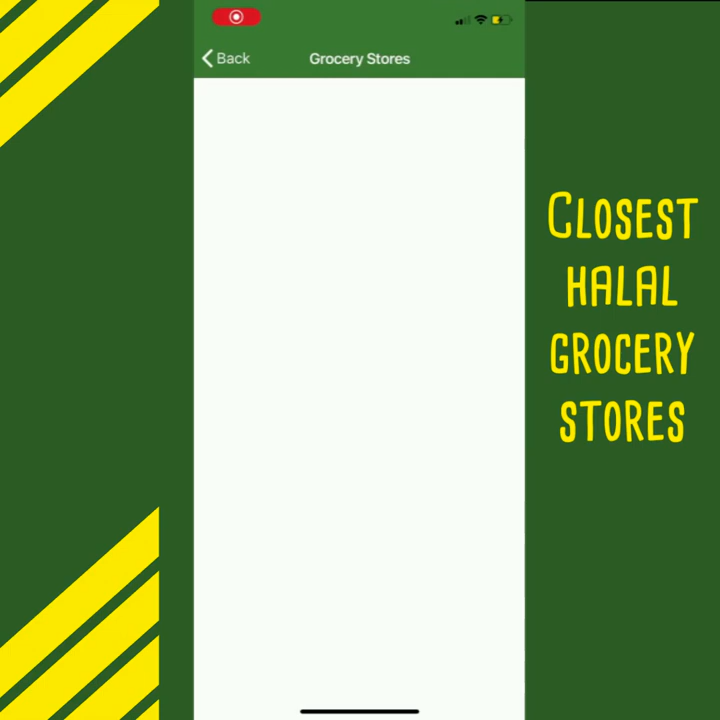 Back
Grocery Stores
Closest
halal
grocery
stores